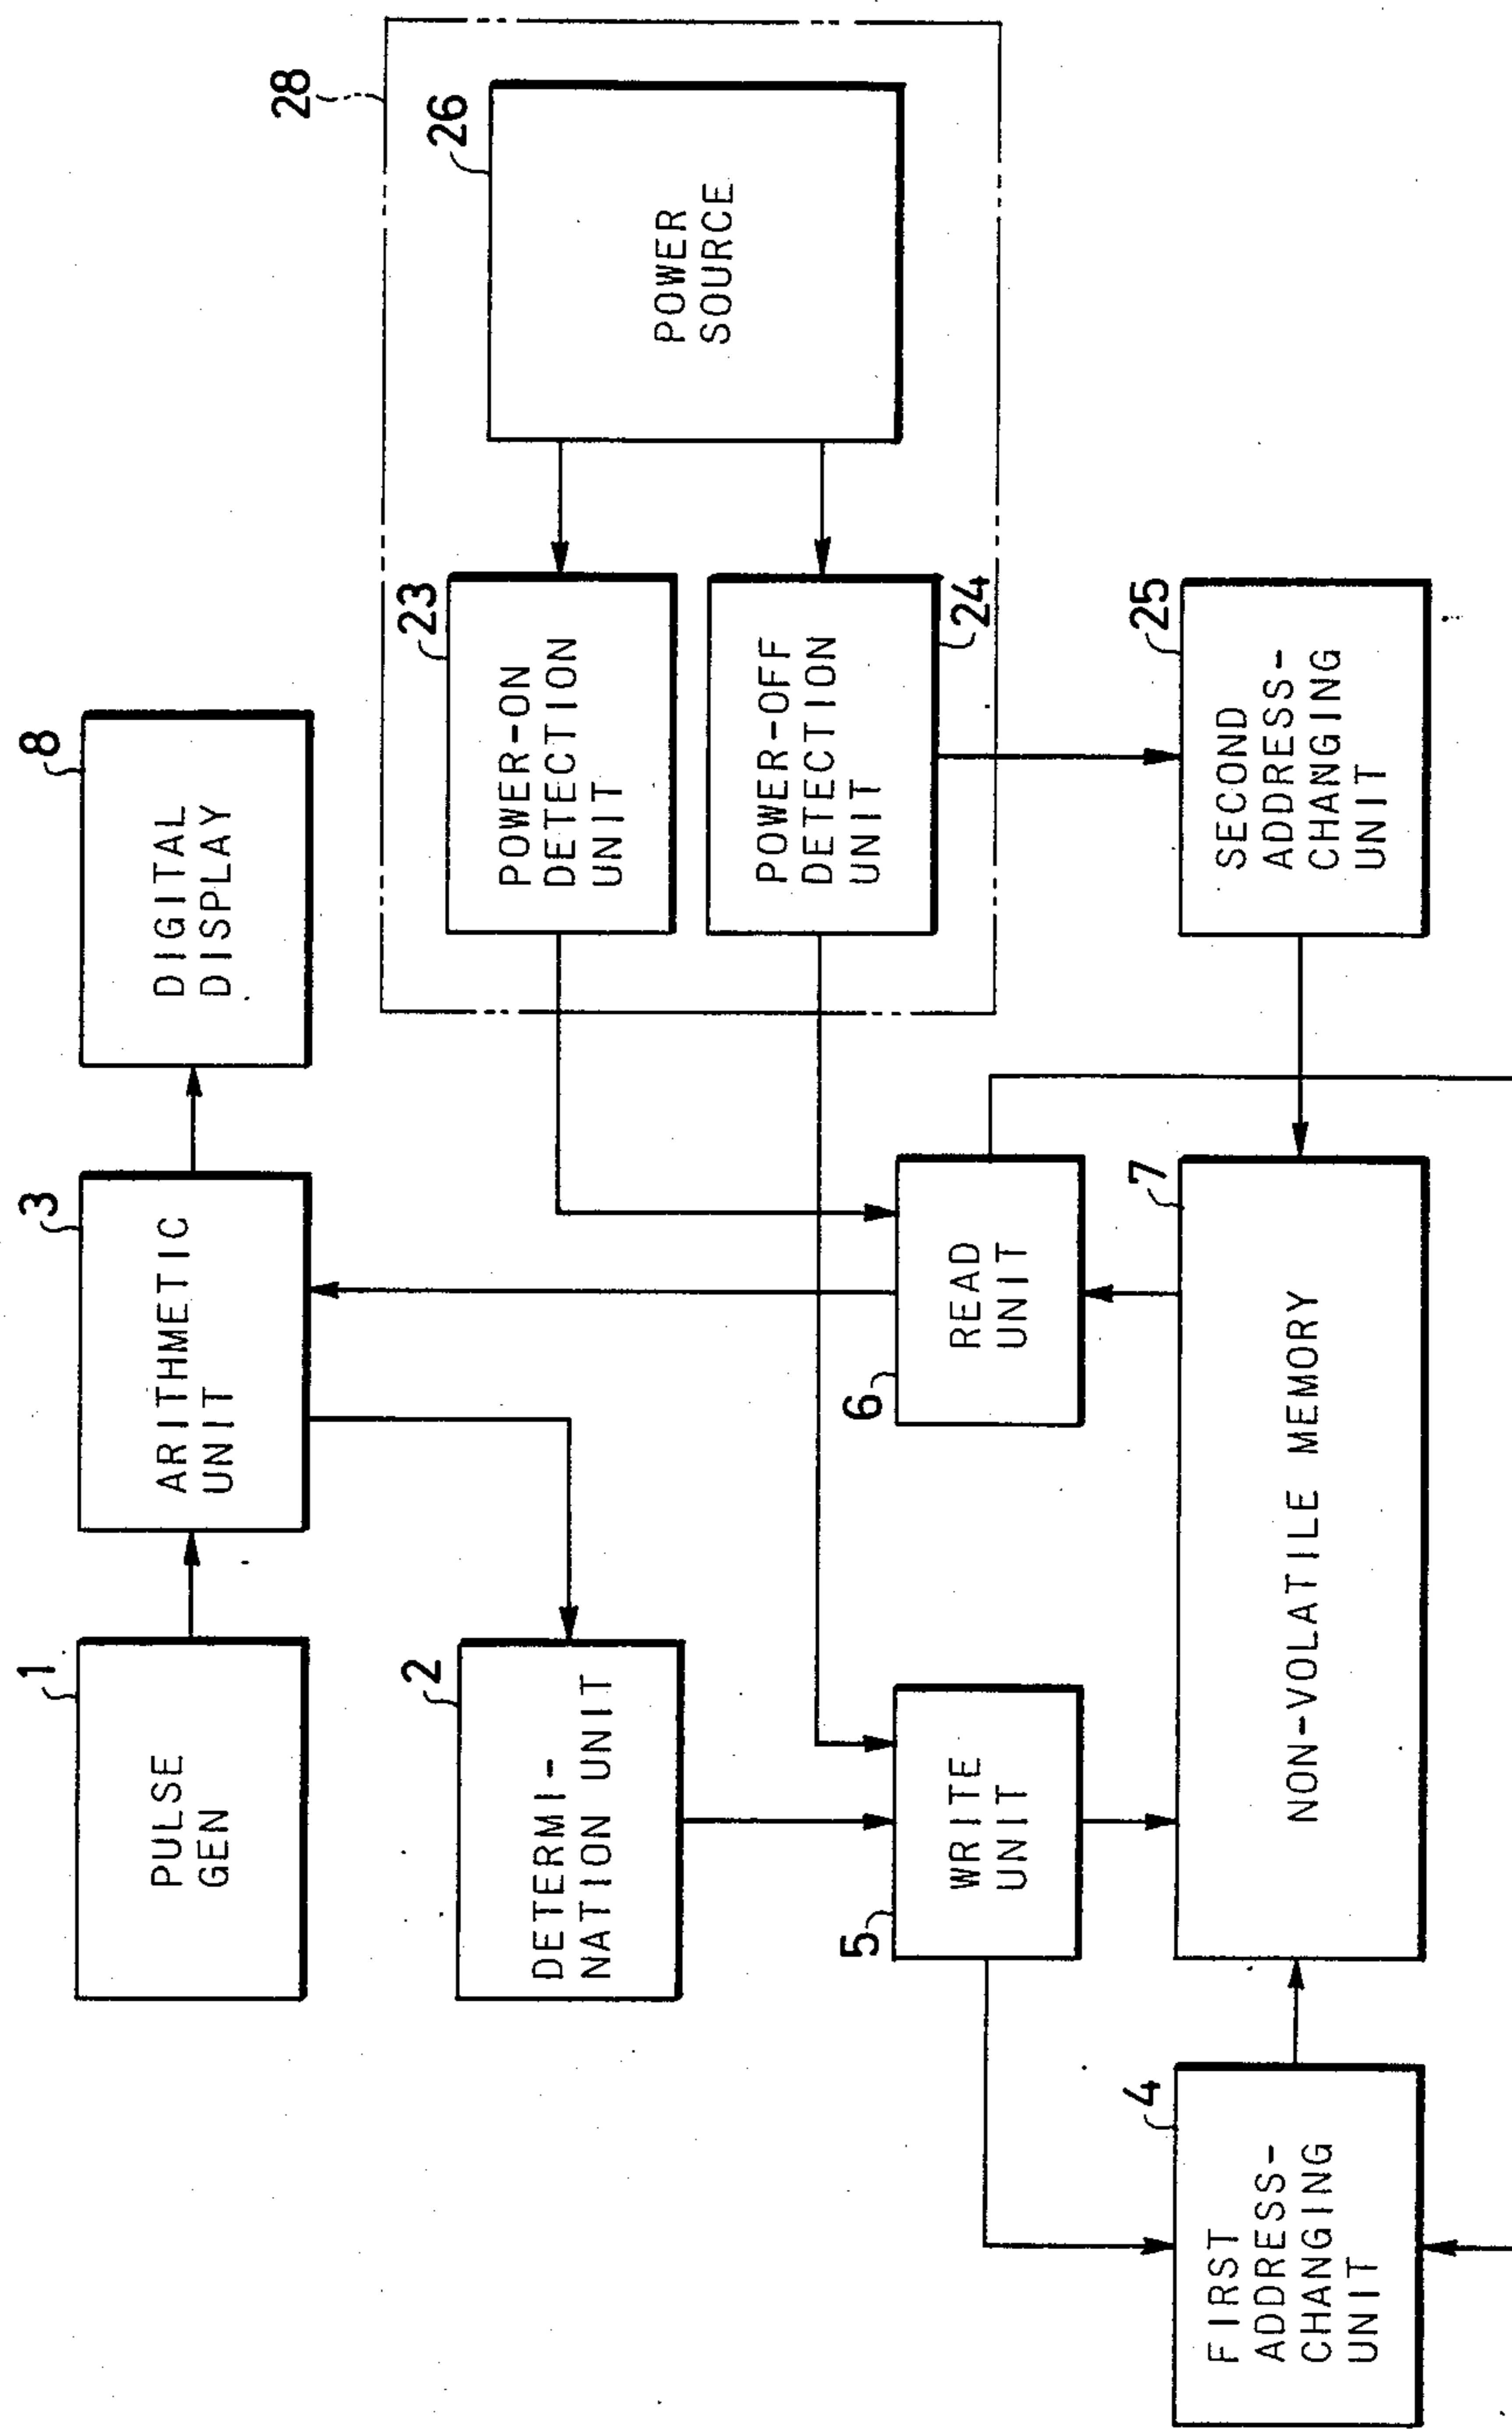 1
PULSE
GEN
3
ARITHMETIC
UNIT
8
DIGITAL
DISPLAY
28
2
DETERMI-
NATION UNIT
23
POWER-ON
DETECTION
UNIT
26
POWER
SOURCE
POWER-OFF
DETECTION
UNIT
24
5
WRITE
UNIT
6
READ
UNIT
4
FIRST
ADDRESS-
CHANGING
UNIT
7
NON-VOLATILE MEMORY
25
SECOND
ADDRESS-
CHANGING
UNIT